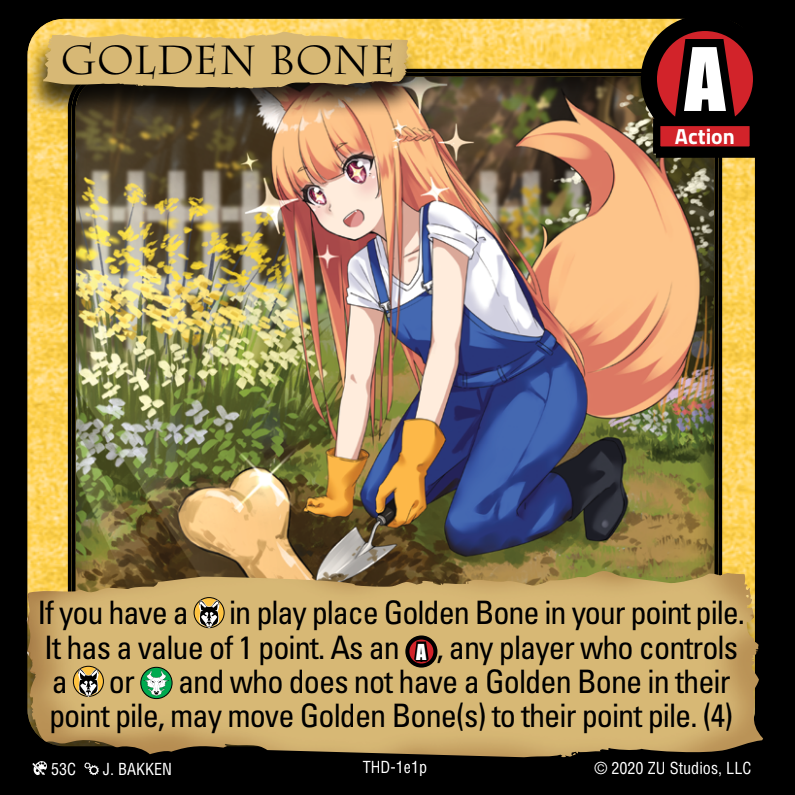 GOLDEN BONE
A
Action
If you have a in play place Golden Bone in your point pile.
It has a value of 1 point. As an A, any player who controls
a or and who does not have a Golden Bone in their
point pile, may move Golden Bone(s) to their point pile. (4)
53C J. BAKKEN THD-1e1p © 2020 ZU Studios, LLC